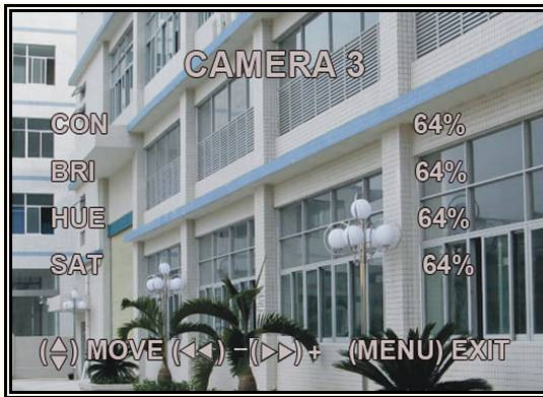 CAMERA 3
CON 64%
BRI 64%
HUE 64%
SAT 64%
(△▽) MOVE (◁◁) −(▷▷) + (MENU) EXIT